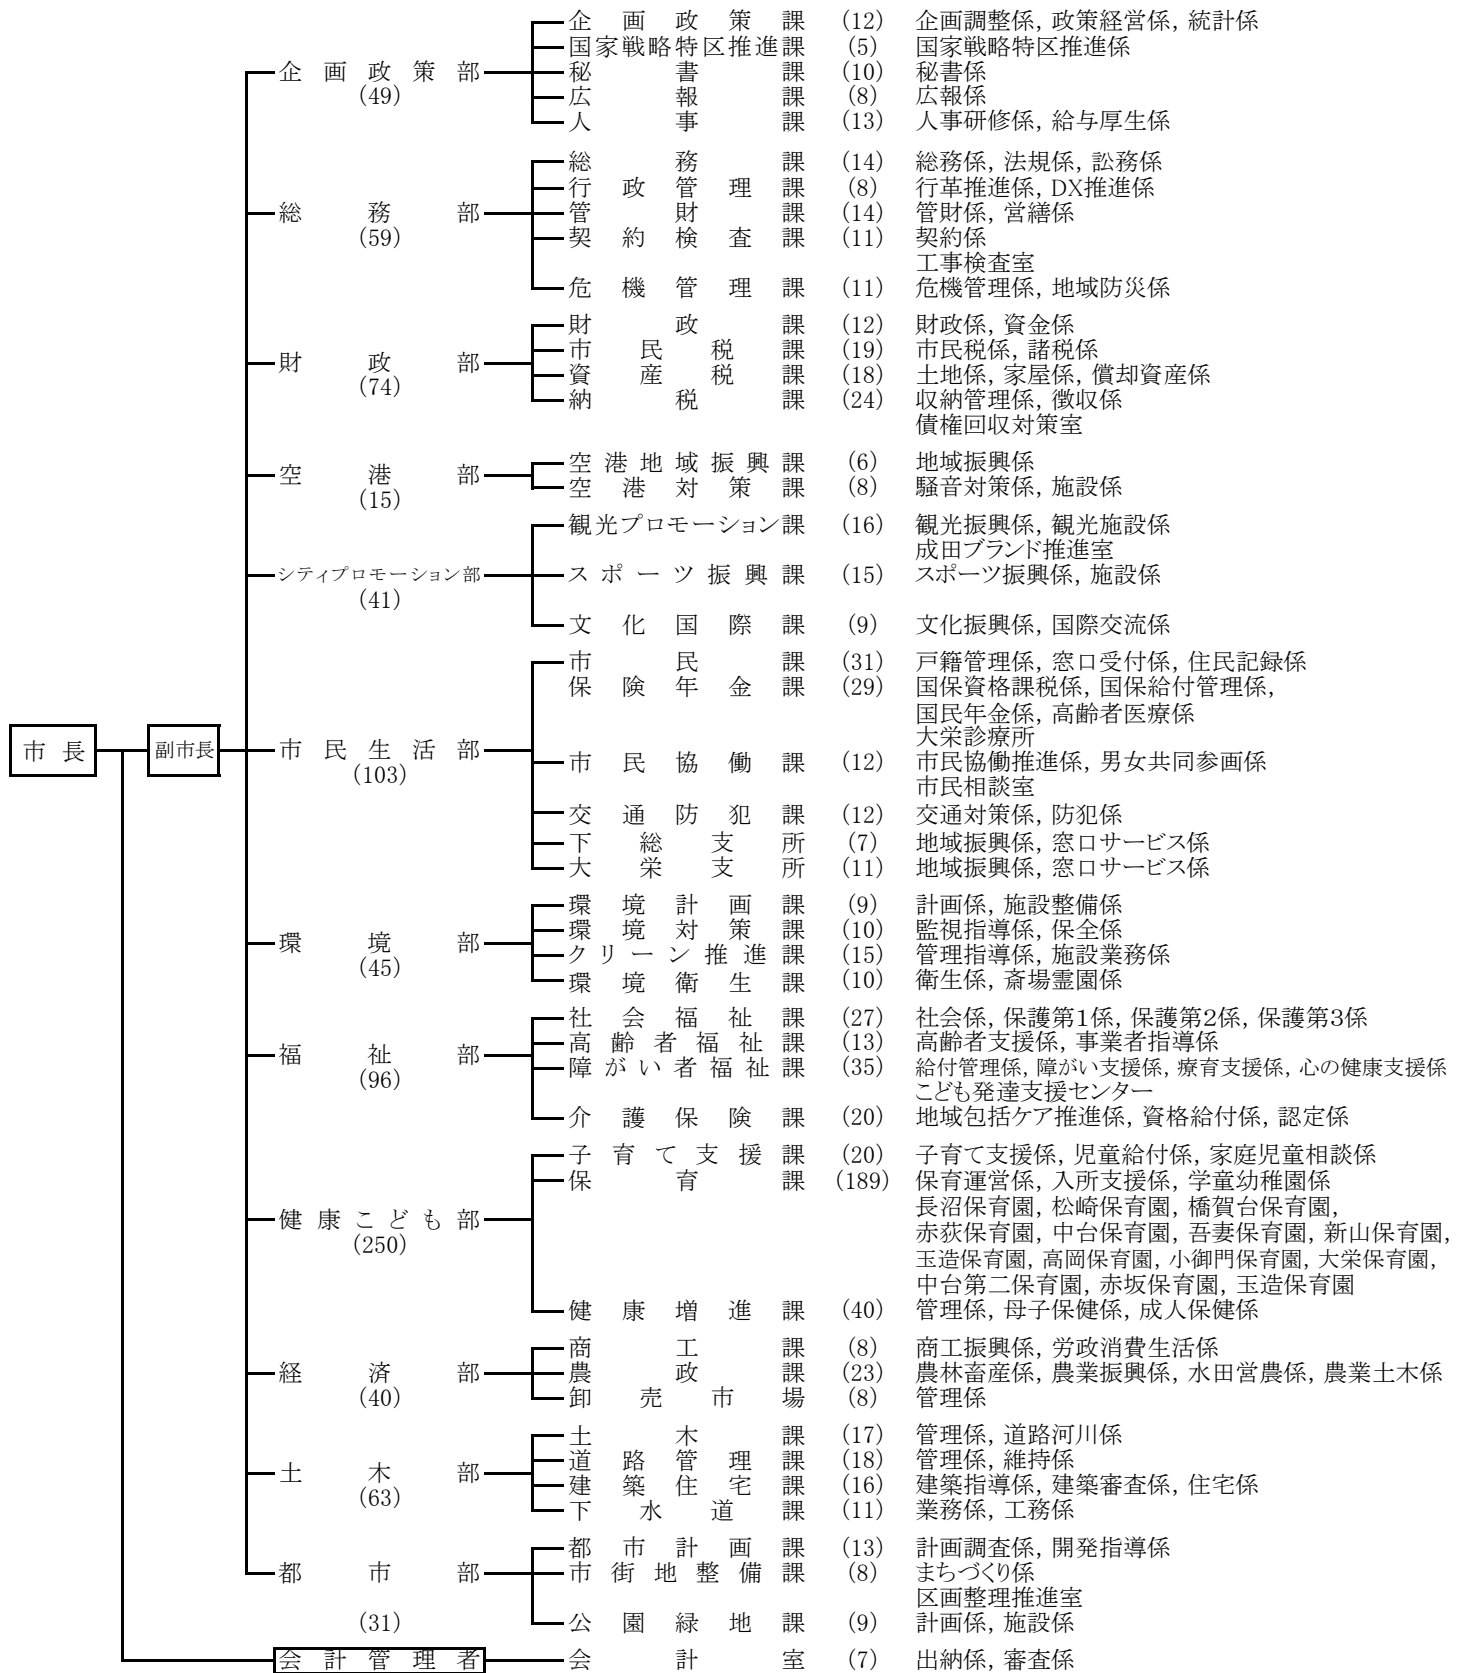 企画政策課 (12) 企画調整係, 政策経営係, 統計係
国家戦略特区推進課 (5) 国家戦略特区推進係
企画政策部 秘書課 (10) 秘書係
(49) 広報課 (8) 広報係
人事課 (13) 人事研修係, 給与厚生係
総務課 (14) 総務係, 法規係, 訟務係
行政管理課 (8) 行革推進係, DX推進係
総務部 管財課 (14) 管財係, 営繕係
(59) 契約検査課 (11) 契約係
工事検査室
危機管理課 (11) 危機管理係, 地域防災係
財政課 (12) 財政係, 資金係
市民税課 (19) 市民税係, 諸税係
財政部
(74) 資産税課 (18) 土地係, 家屋係, 償却資産係
納税課 (24) 収納管理係, 徴収係
債権回収対策室
空港地域振興課 (6) 地域振興係
空港部
(15) 空港対策課 (8) 騒音対策係, 施設係
観光プロモーション課 (16) 観光振興係, 観光施設係
成田ブランド推進室
シティプロモーション部 スポーツ振興課 (15) スポーツ振興係, 施設係
(41)
文化国際課 (9) 文化振興係, 国際交流係
市民課 (31) 戸籍管理係, 窓口受付係, 住民記録係
保険年金課 (29) 国保資格課税係, 国保給付管理係,
国民年金係, 高齢者医療係
大栄診療所
市長 副市長 市民生活部
(103) 市民協働課 (12) 市民協働推進係, 男女共同参画係
市民相談室
交通防犯課 (12) 交通対策係, 防犯係
下総支所 (7) 地域振興係, 窓口サービス係
大栄支所 (11) 地域振興係, 窓口サービス係
環境計画課 (9) 計画係, 施設整備係
環境対策課 (10) 監視指導係, 保全係
環境部
(45) クリーン推進課 (15) 管理指導係, 施設業務係
環境衛生課 (10) 衛生係, 斎場霊園係
社会福祉課 (27) 社会係, 保護第1係, 保護第2係, 保護第3係
高齢者福祉課 (13) 高齢者支援係, 事業者指導係
福祉部
(96) 障がい者福祉課 (35) 給付管理係, 障がい支援係, 療育支援係, 心の健康支援係
こども発達支援センター
介護保険課 (20) 地域包括ケア推進係, 資格給付係, 認定係
子育て支援課 (20) 子育て支援係, 児童給付係, 家庭児童相談係
保育課 (189) 保育運営係, 入所支援係, 学童幼稚園係
長沼保育園, 松崎保育園, 橋賀台保育園,
健康こども部 赤荻保育園, 中台保育園, 吾妻保育園, 新山保育園,
(250) 玉造保育園, 高岡保育園, 小御門保育園, 大栄保育園,
中台第二保育園, 赤坂保育園, 玉造保育園
健康増進課 (40) 管理係, 母子保健係, 成人保健係
商工課 (8) 商工振興係, 労政消費生活係
経済部 農政課 (23) 農林畜産係, 農業振興係, 水田営農係, 農業土木係
(40) 卸売市場 (8) 管理係
土木課 (17) 管理係, 道路河川係
道路管理課 (18) 管理係, 維持係
土木部
(63) 建築住宅課 (16) 建築指導係, 建築審査係, 住宅係
下水道課 (11) 業務係, 工務係
都市計画課 (13) 計画調査係, 開発指導係
都市部 市街地整備課 (8) まちづくり係
区画整理推進室
(31) 公園緑地課 (9) 計画係, 施設係
会計管理者 会計室 (7) 出納係, 審査係